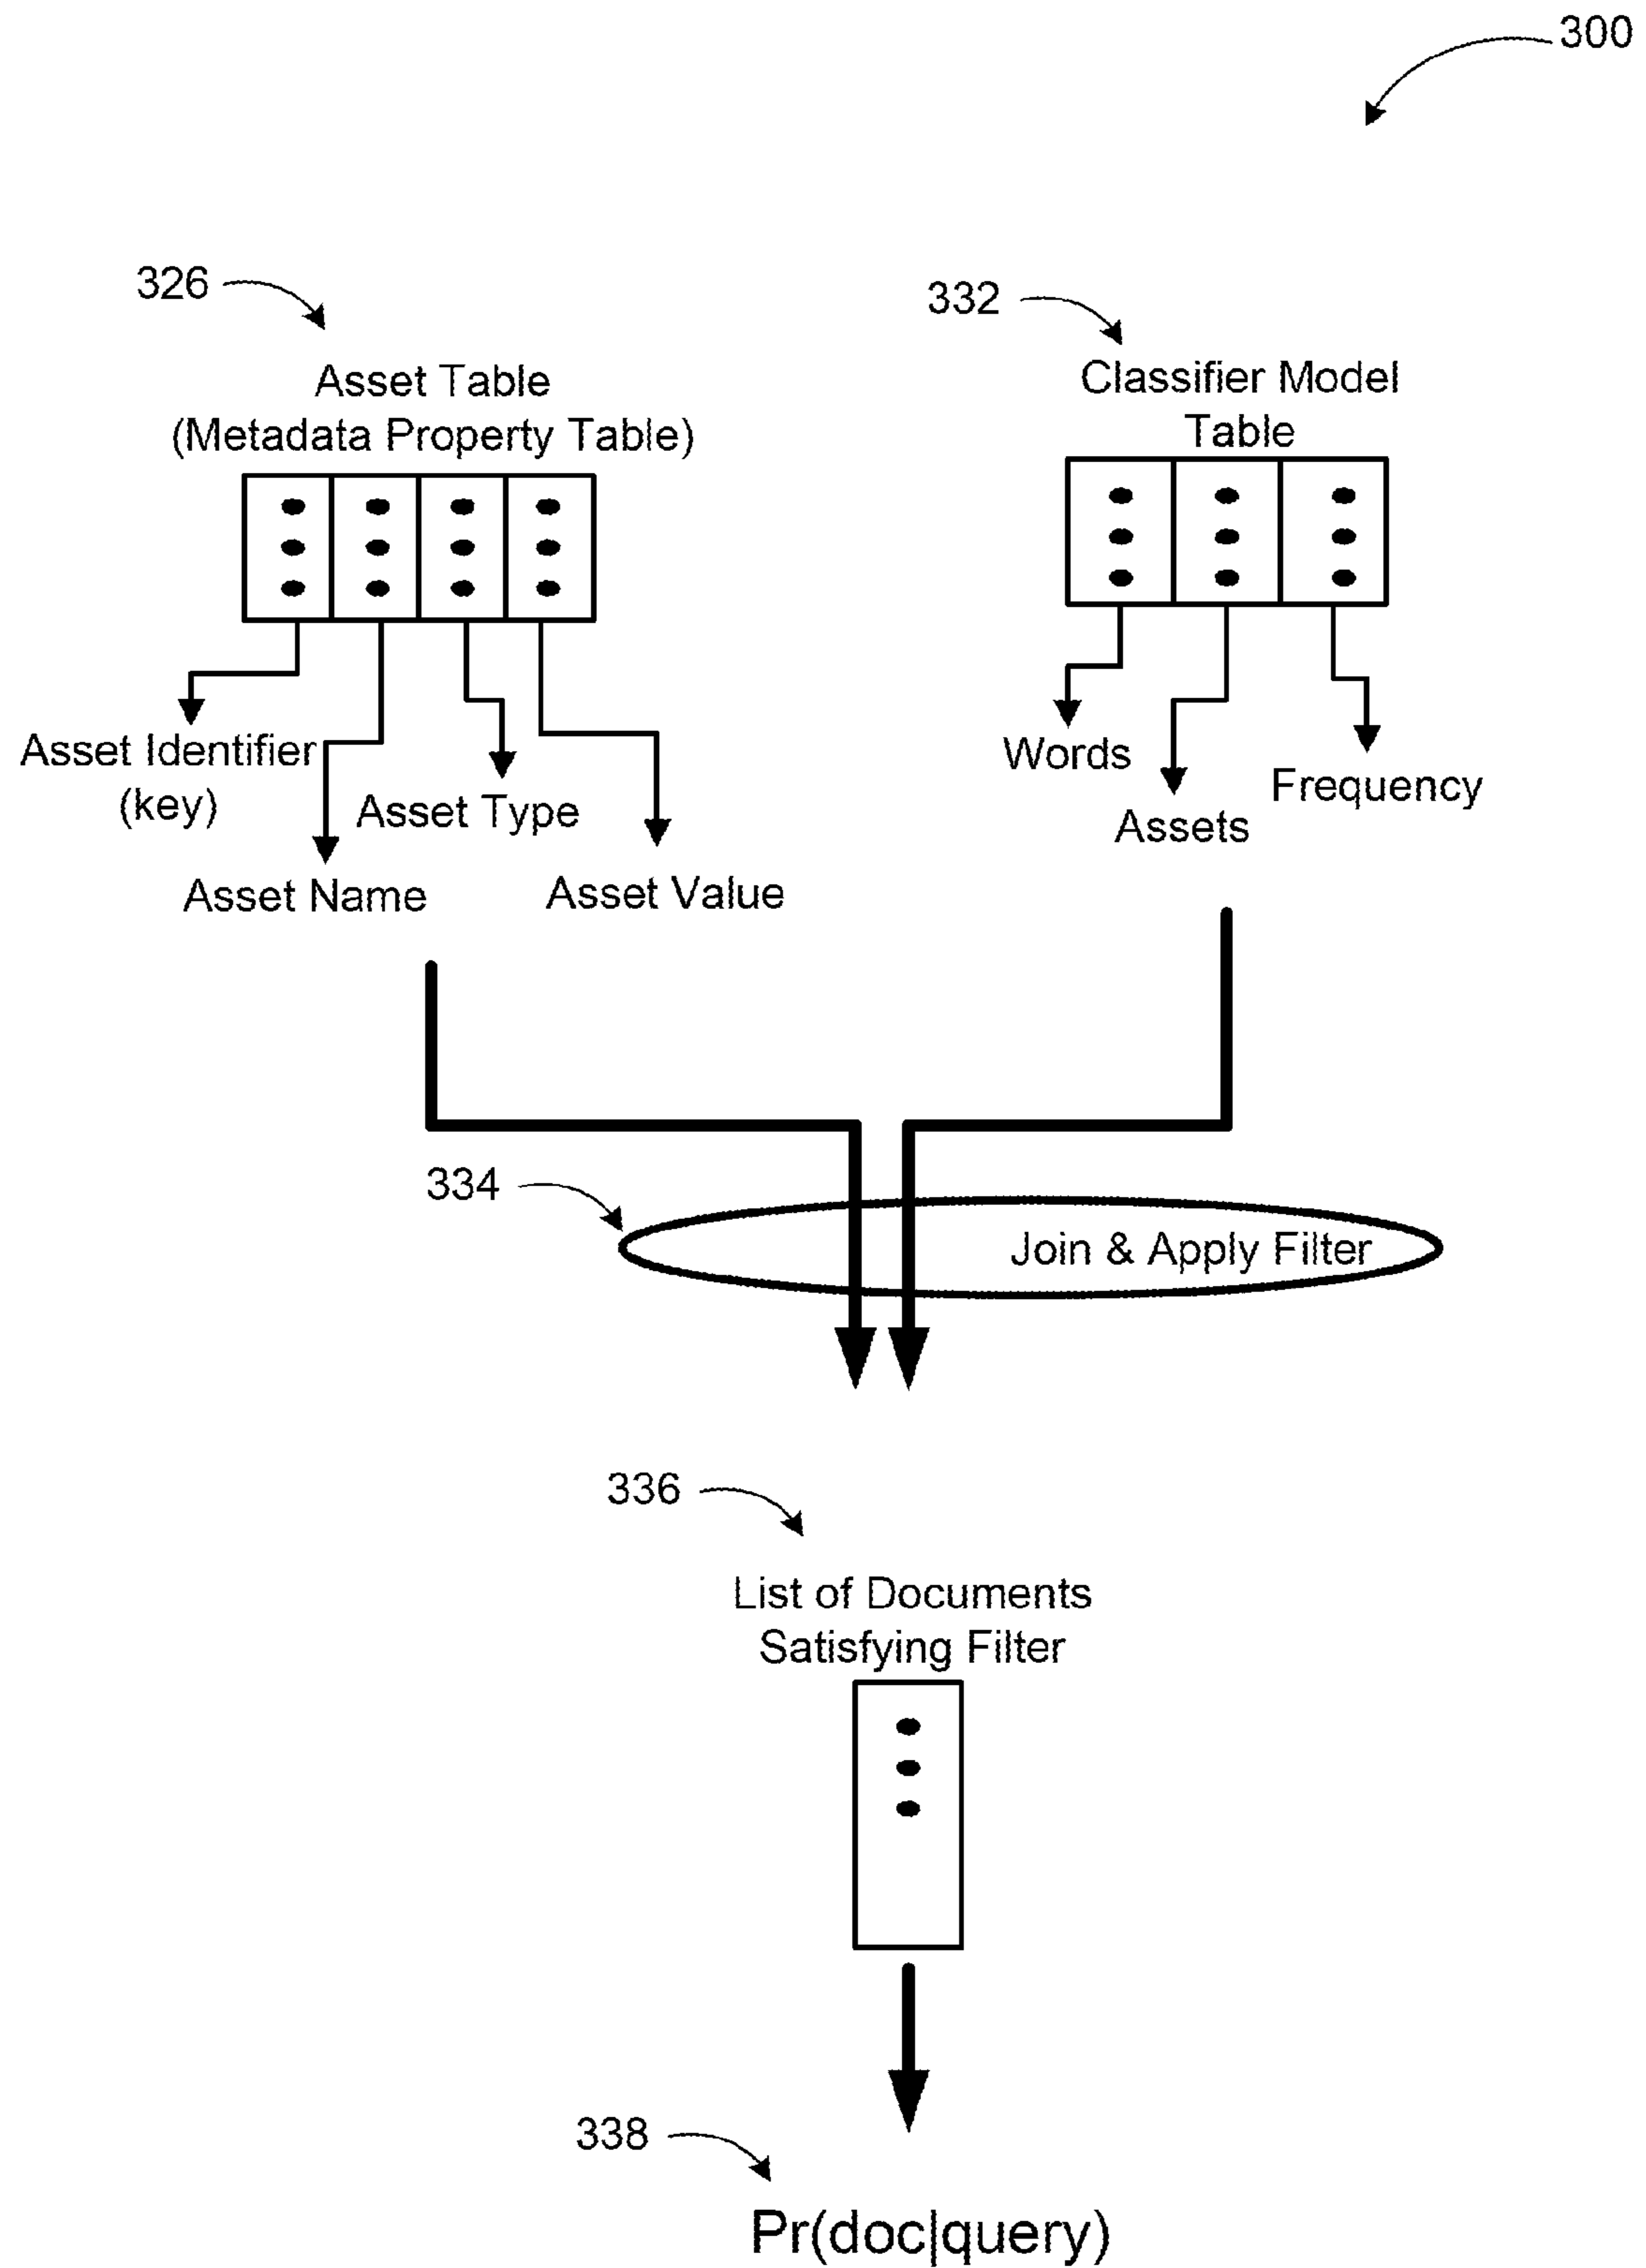 300
326
332
Asset Table
(Metadata Property Table)
Classifier Model
Table
Asset Identifier
(key)
Asset Name
Asset Type
Asset Value
Words
Assets
Frequency
334
Join & Apply Filter
336
List of Documents
Satisfying Filter
338
Pr(doc|query)